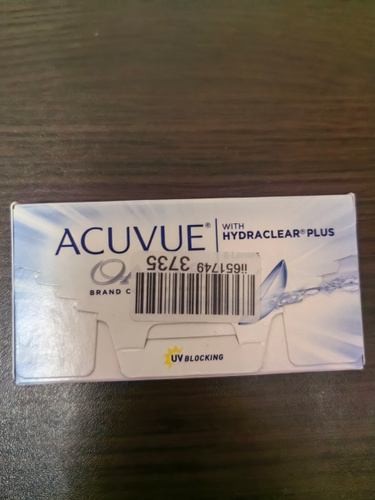 ACUVUE®
WITH
HYDRACLEAR® PLUS
ii651749 3735
BRAND C
UV BLOCKING